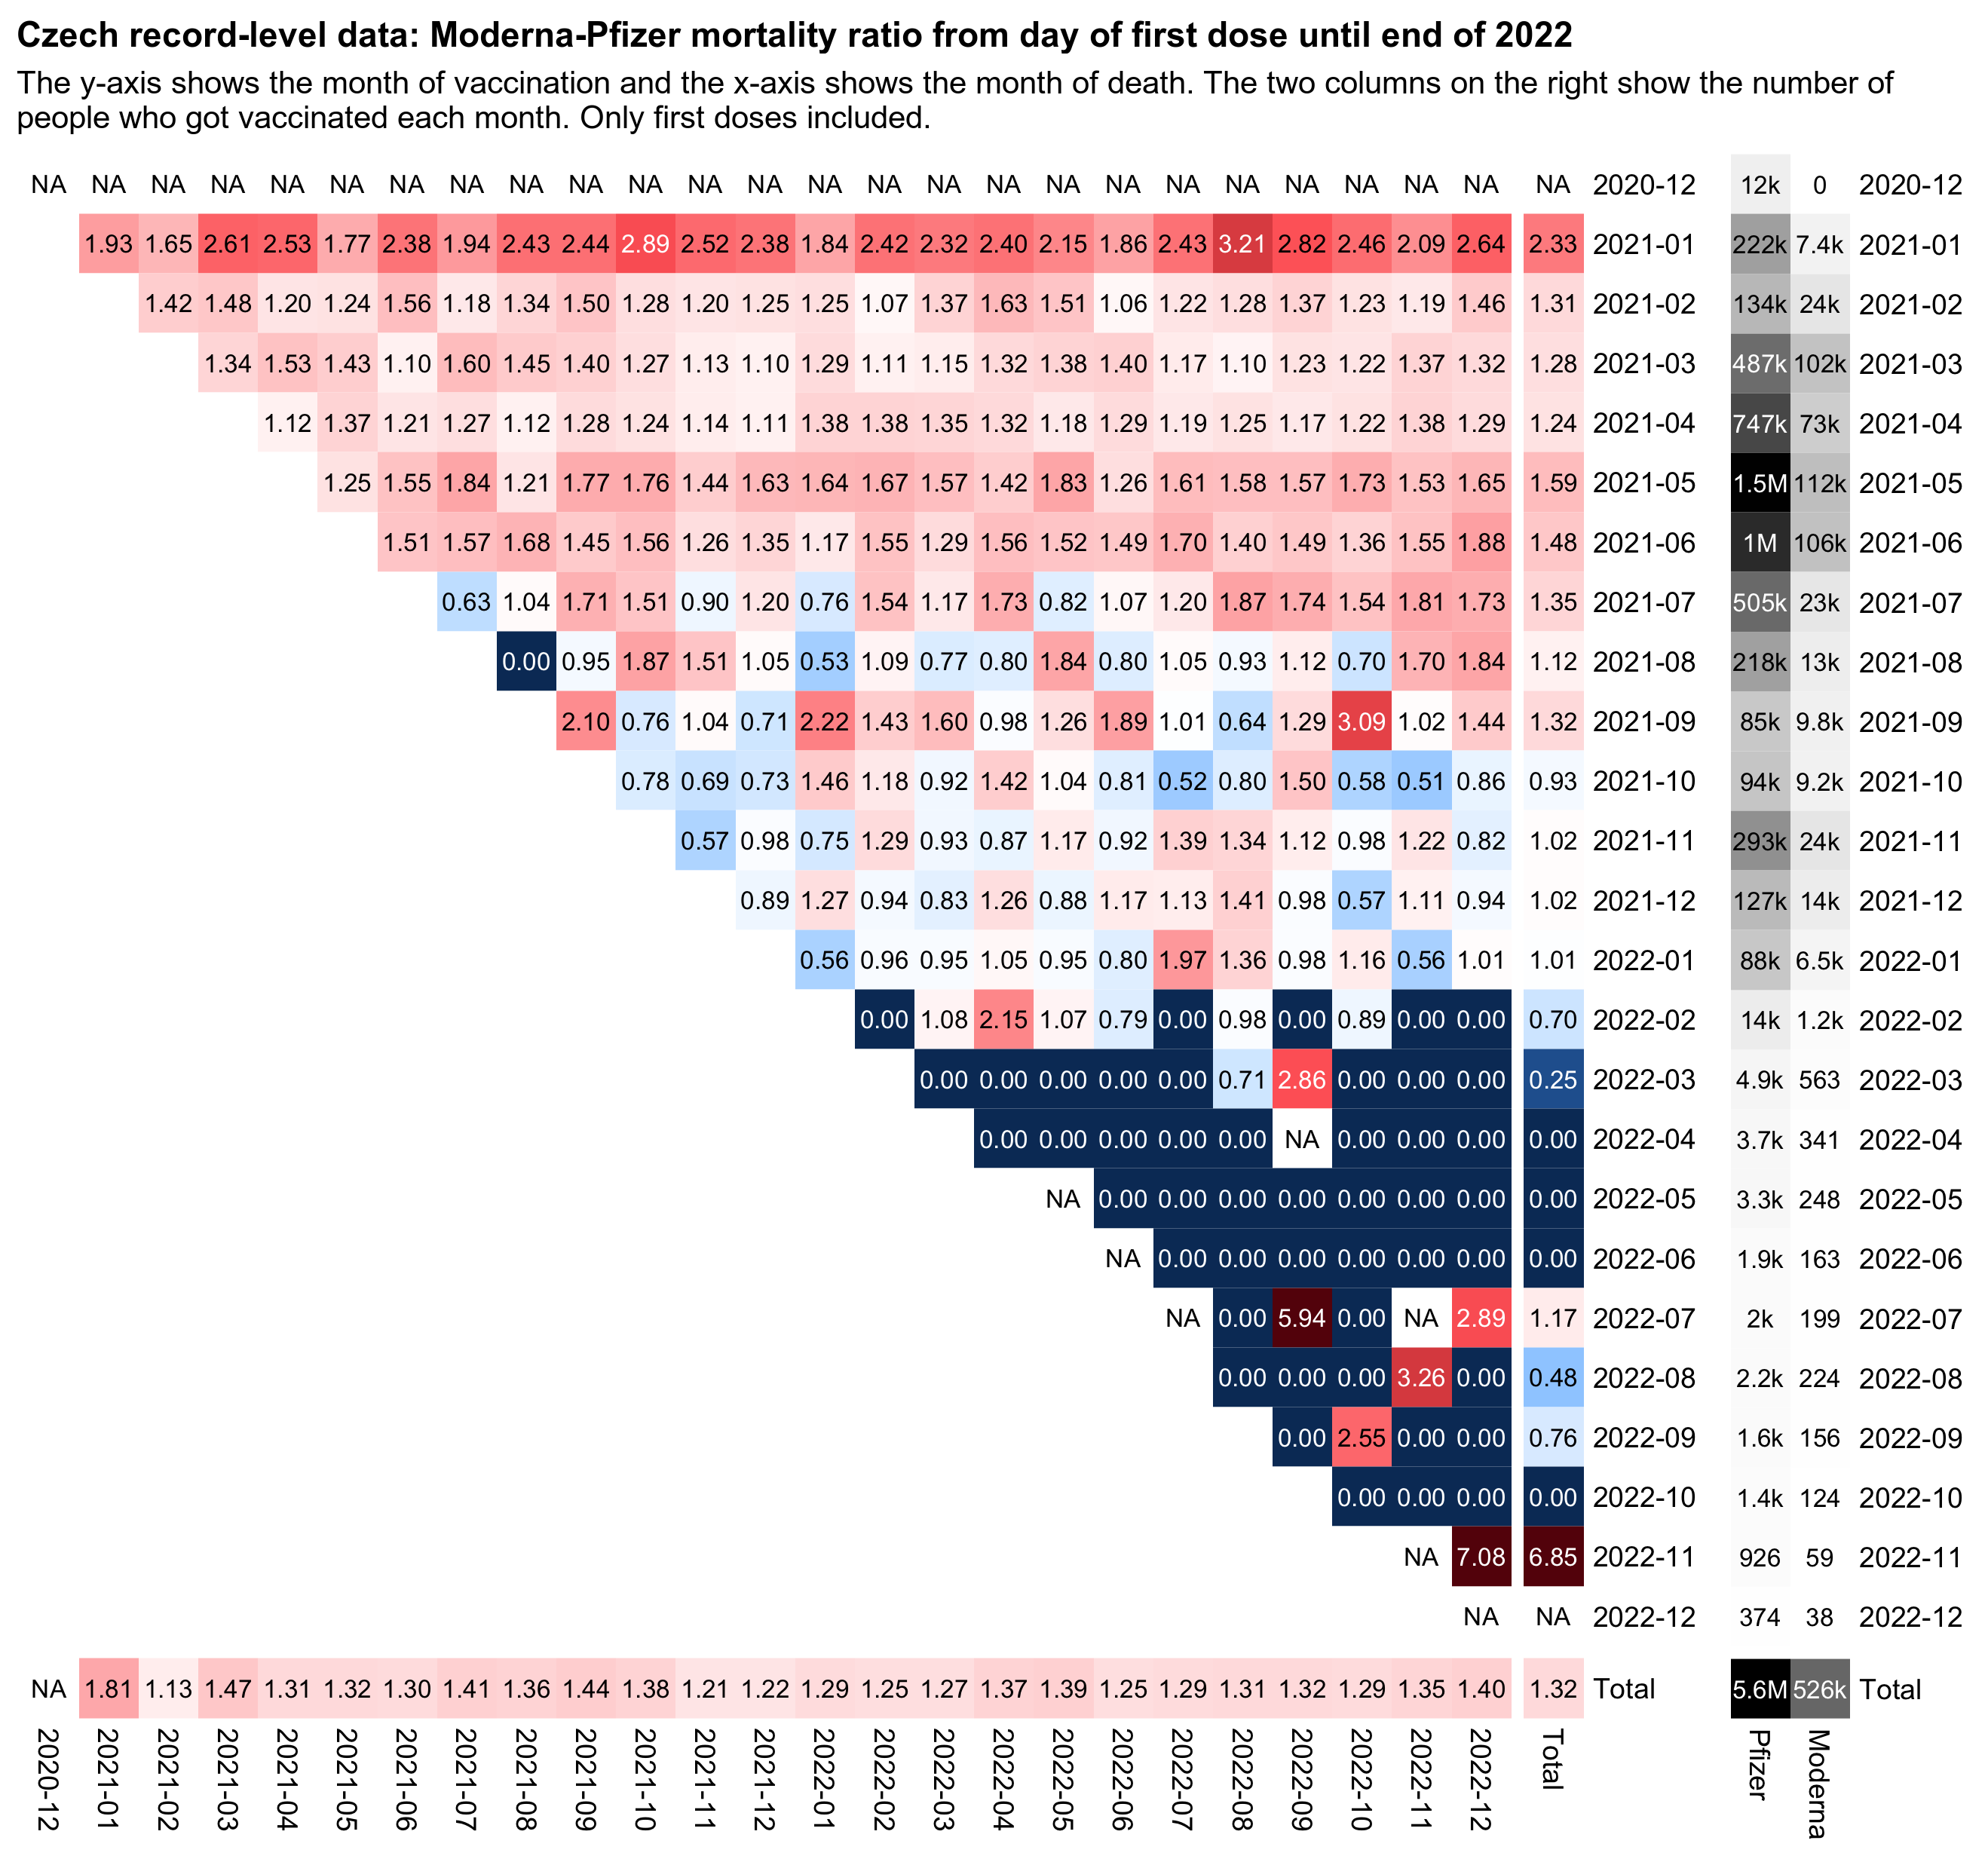 Czech record-level data: Moderna-Pfizer mortality ratio from day of first dose until end of 2022
The y-axis shows the month of vaccination and the x-axis shows the month of death. The two columns on the right show the number of
people who got vaccinated each month. Only first doses included.
NA NA NA NA NA NA NA NA NA NA NA NA NA NA NA NA NA NA NA NA NA NA NA NA NA NA 2020-12 12k 0 2020-12
1.93 1.65 2.61 2.53 1.77 2.38 1.94 2.43 2.44 2.89 2.52 2.38 1.84 2.42 2.32 2.40 2.15 1.86 2.43 3.21 2.82 2.46 2.09 2.64 2.33 2021-01 222k 7.4k 2021-01
1.42 1.48 1.20 1.24 1.56 1.18 1.34 1.50 1.28 1.20 1.25 1.25 1.07 1.37 1.63 1.51 1.06 1.22 1.28 1.37 1.23 1.19 1.46 1.31 2021-02 134k 24k 2021-02
1.34 1.53 1.43 1.10 1.60 1.45 1.40 1.27 1.13 1.10 1.29 1.11 1.15 1.32 1.38 1.40 1.17 1.10 1.23 1.22 1.37 1.32 1.28 2021-03 487k 102k 2021-03
1.12 1.37 1.21 1.27 1.12 1.28 1.24 1.14 1.11 1.38 1.38 1.35 1.32 1.18 1.29 1.19 1.25 1.17 1.22 1.38 1.29 1.24 2021-04 747k 73k 2021-04
1.25 1.55 1.84 1.21 1.77 1.76 1.44 1.63 1.64 1.67 1.57 1.42 1.83 1.26 1.61 1.58 1.57 1.73 1.53 1.65 1.59 2021-05 1.5M 112k 2021-05
1.51 1.57 1.68 1.45 1.56 1.26 1.35 1.17 1.55 1.29 1.56 1.52 1.49 1.70 1.40 1.49 1.36 1.55 1.88 1.48 2021-06 1M 106k 2021-06
0.63 1.04 1.71 1.51 0.90 1.20 0.76 1.54 1.17 1.73 0.82 1.07 1.20 1.87 1.74 1.54 1.81 1.73 1.35 2021-07 505k 23k 2021-07
0.00 0.95 1.87 1.51 1.05 0.53 1.09 0.77 0.80 1.84 0.80 1.05 0.93 1.12 0.70 1.70 1.84 1.12 2021-08 218k 13k 2021-08
2.10 0.76 1.04 0.71 2.22 1.43 1.60 0.98 1.26 1.89 1.01 0.64 1.29 3.09 1.02 1.44 1.32 2021-09 85k 9.8k 2021-09
0.78 0.69 0.73 1.46 1.18 0.92 1.42 1.04 0.81 0.52 0.80 1.50 0.58 0.51 0.86 0.93 2021-10 94k 9.2k 2021-10
0.57 0.98 0.75 1.29 0.93 0.87 1.17 0.92 1.39 1.34 1.12 0.98 1.22 0.82 1.02 2021-11 293k 24k 2021-11
0.89 1.27 0.94 0.83 1.26 0.88 1.17 1.13 1.41 0.98 0.57 1.11 0.94 1.02 2021-12 127k 14k 2021-12
0.56 0.96 0.95 1.05 0.95 0.80 1.97 1.36 0.98 1.16 0.56 1.01 1.01 2022-01 88k 6.5k 2022-01
0.00 1.08 2.15 1.07 0.79 0.00 0.98 0.00 0.89 0.00 0.00 0.70 2022-02 14k 1.2k 2022-02
0.00 0.00 0.00 0.00 0.00 0.71 2.86 0.00 0.00 0.00 0.25 2022-03 4.9k 563 2022-03
0.00 0.00 0.00 0.00 0.00 NA 0.00 0.00 0.00 0.00 2022-04 3.7k 341 2022-04
NA 0.00 0.00 0.00 0.00 0.00 0.00 0.00 0.00 2022-05 3.3k 248 2022-05
NA 0.00 0.00 0.00 0.00 0.00 0.00 0.00 2022-06 1.9k 163 2022-06
NA 0.00 5.94 0.00 NA 2.89 1.17 2022-07 2k 199 2022-07
0.00 0.00 0.00 3.26 0.00 0.48 2022-08 2.2k 224 2022-08
0.00 2.55 0.00 0.00 0.76 2022-09 1.6k 156 2022-09
0.00 0.00 0.00 0.00 2022-10 1.4k 124 2022-10
NA 7.08 6.85 2022-11 926 59 2022-11
NA NA 2022-12 374 38 2022-12
NA 1.81 1.13 1.47 1.31 1.32 1.30 1.41 1.36 1.44 1.38 1.21 1.22 1.29 1.25 1.27 1.37 1.39 1.25 1.29 1.31 1.32 1.29 1.35 1.40 1.32 Total 5.6M 526k Total
2020-12 2021-01 2021-02 2021-03 2021-04 2021-05 2021-06 2021-07 2021-08 2021-09 2021-10 2021-11 2021-12 2022-01 2022-02 2022-03 2022-04 2022-05 2022-06 2022-07 2022-08 2022-09 2022-10 2022-11 2022-12 Total Pfizer Moderna